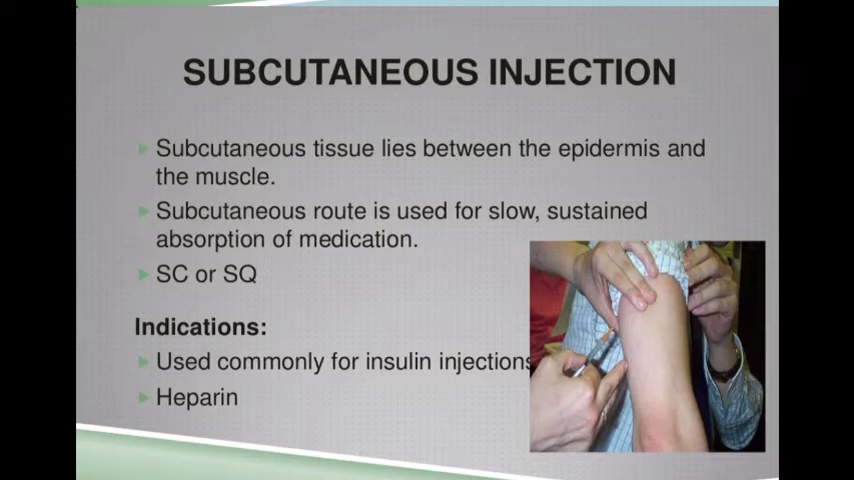 SUBCUTANEOUS INJECTION
Subcutaneous tissue lies between the epidermis and
the muscle.
Subcutaneous route is used for slow, sustained
absorption of medication.
SC or SQ
Indications:
Used commonly for insulin injections
Heparin